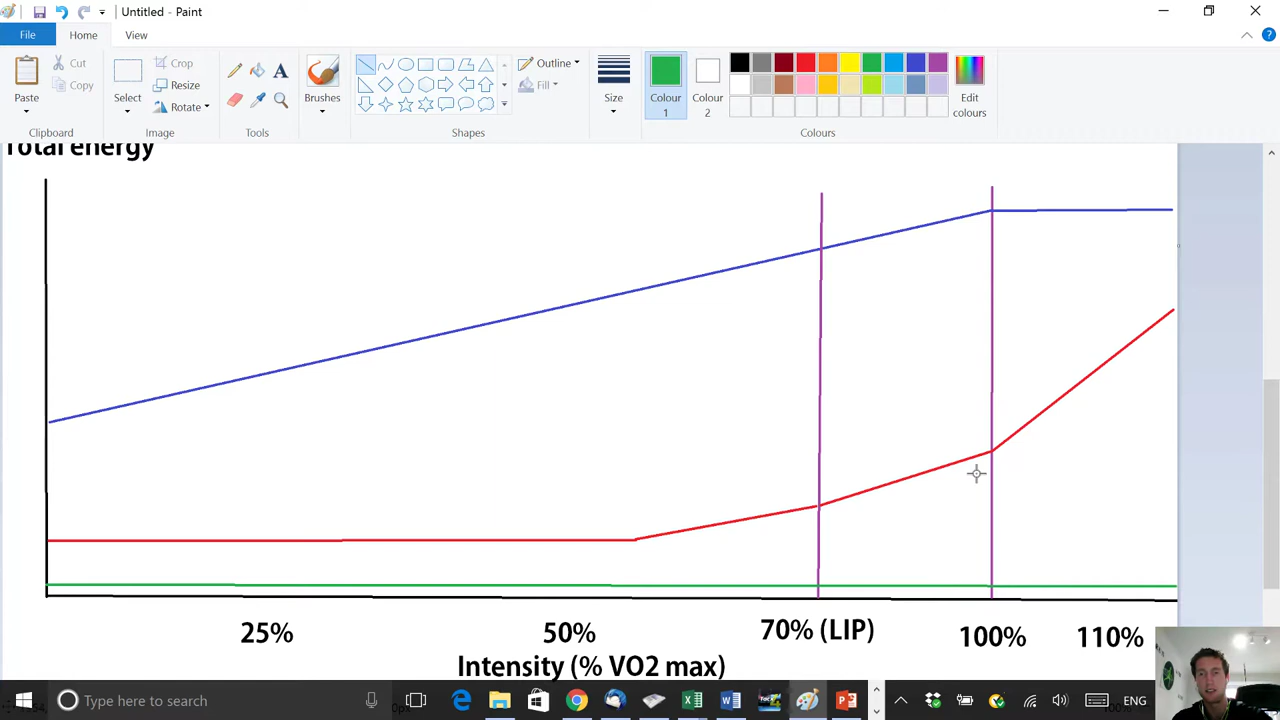 Untitled - Paint
File
Home
View
Paste
Cut
Copy
Clipboard
Select
Crop
Resize
Rotate
Image
Tools
Brushes
Shapes
Outline
Fill
Size
Colour
1
Colour
2
Edit
colours
Colours
Total energy
25%
50%
70% (LIP)
100%
110%
Intensity (% VO2 max)
Type here to search
ENG